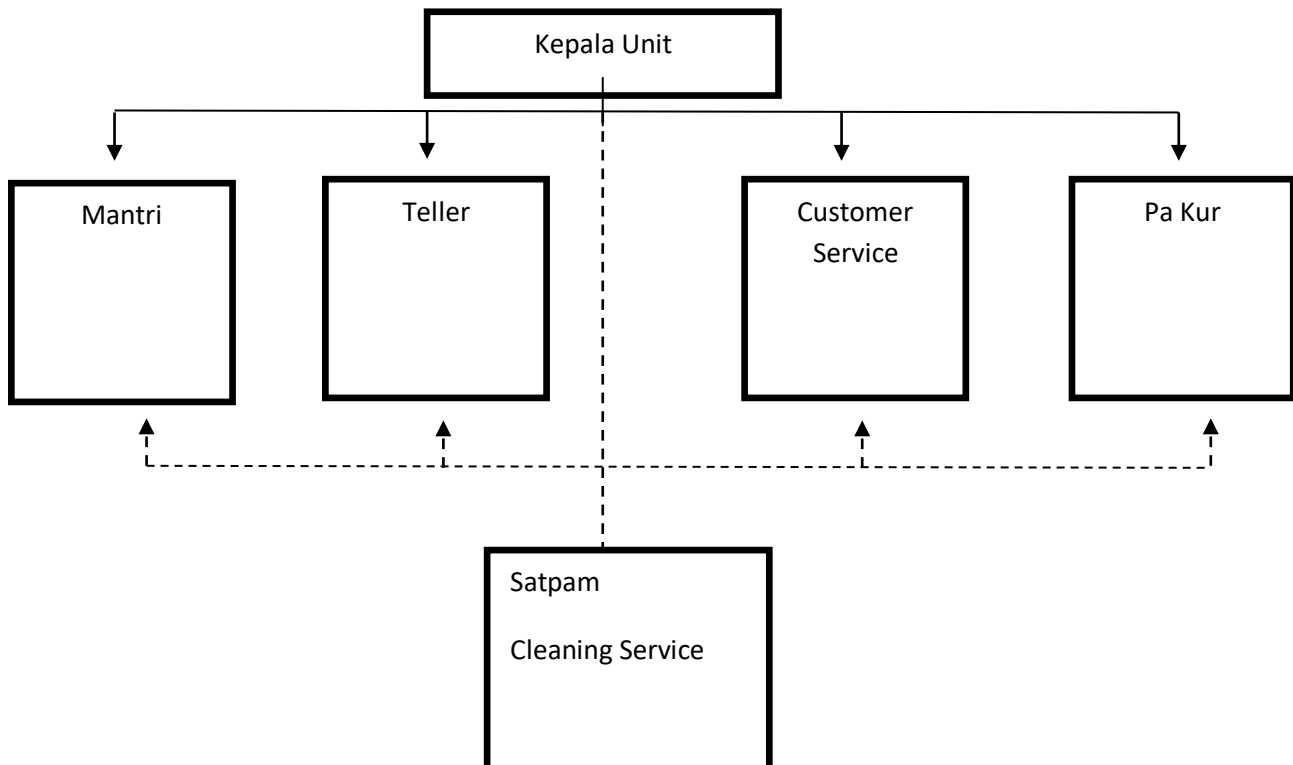 Kepala Unit
Mantri
Teller
Customer
Service
Pa Kur
Satpam
Cleaning Service